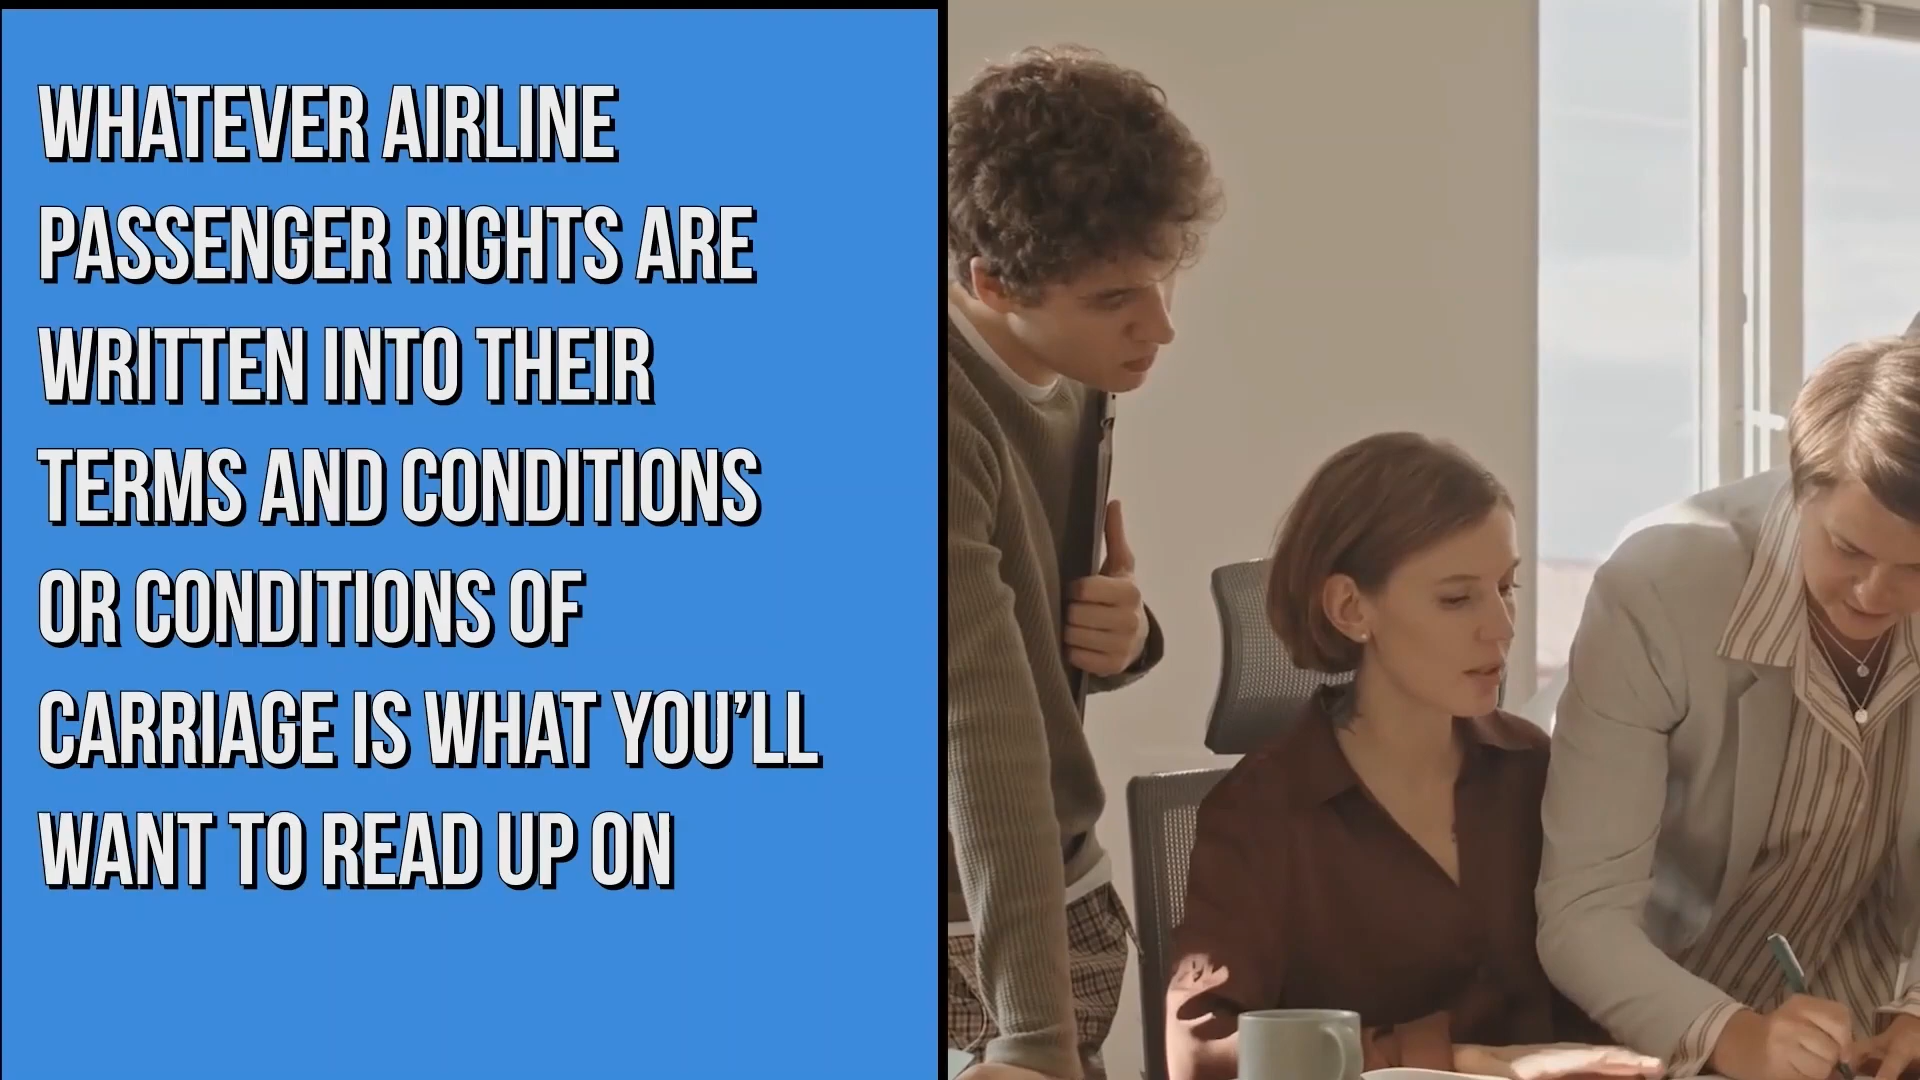 WHATEVER AIRLINE
PASSENGER RIGHTS ARE
WRITTEN INTO THEIR
TERMS AND CONDITIONS
OR CONDITIONS OF
CARRIAGE IS WHAT YOU'LL
WANT TO READ UP ON